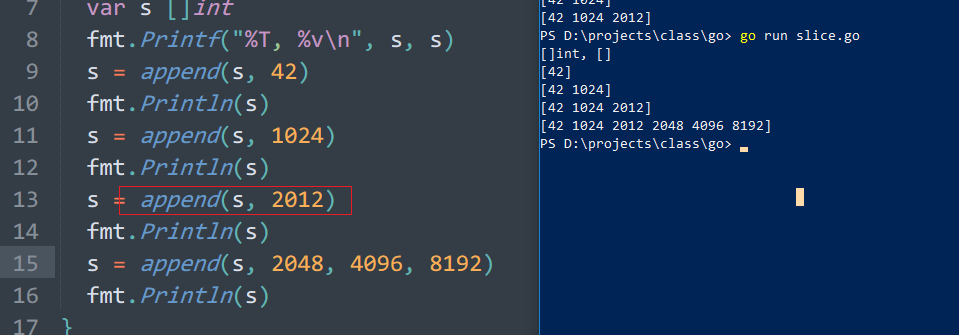 7 var s []int
8 fmt.Printf("%T, %v\n", s, s)
9 s = append(s, 42)
10 fmt.Println(s)
11 s = append(s, 1024)
12 fmt.Println(s)
13 s = append(s, 2012)
14 fmt.Println(s)
15 s = append(s, 2048, 4096, 8192)
16 fmt.Println(s)
17 }
[42 1024]
[42 1024 2012]
PS D:\projects\class\go> go run slice.go
[]int, []
[42]
[42 1024]
[42 1024 2012]
[42 1024 2012 2048 4096 8192]
PS D:\projects\class\go>